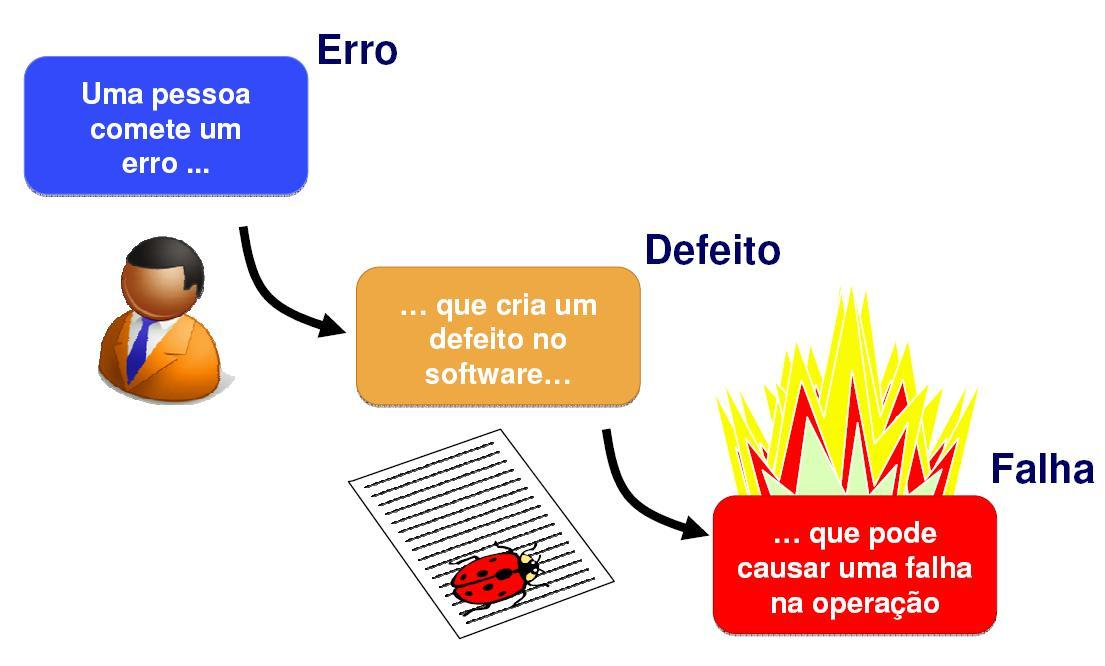 Erro
Uma pessoa
comete um
erro ...
Defeito
... que cria um
defeito no
software...
Falha
... que pode
causar uma falha
na operação